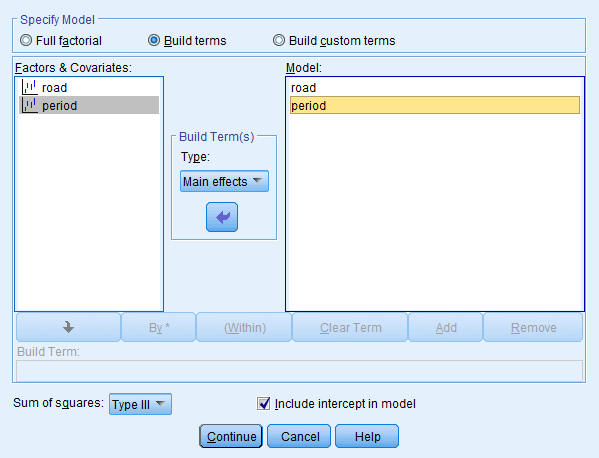 Specify Model
Full factorial
Build terms
Build custom terms
Factors & Covariates:
Model:
road
period
road
period
Build Term(s)
Type:
Main effects
By *
(Within)
Clear Term
Add
Remove
Build Term:
Sum of squares:
Type III
Include intercept in model
Continue
Cancel
Help